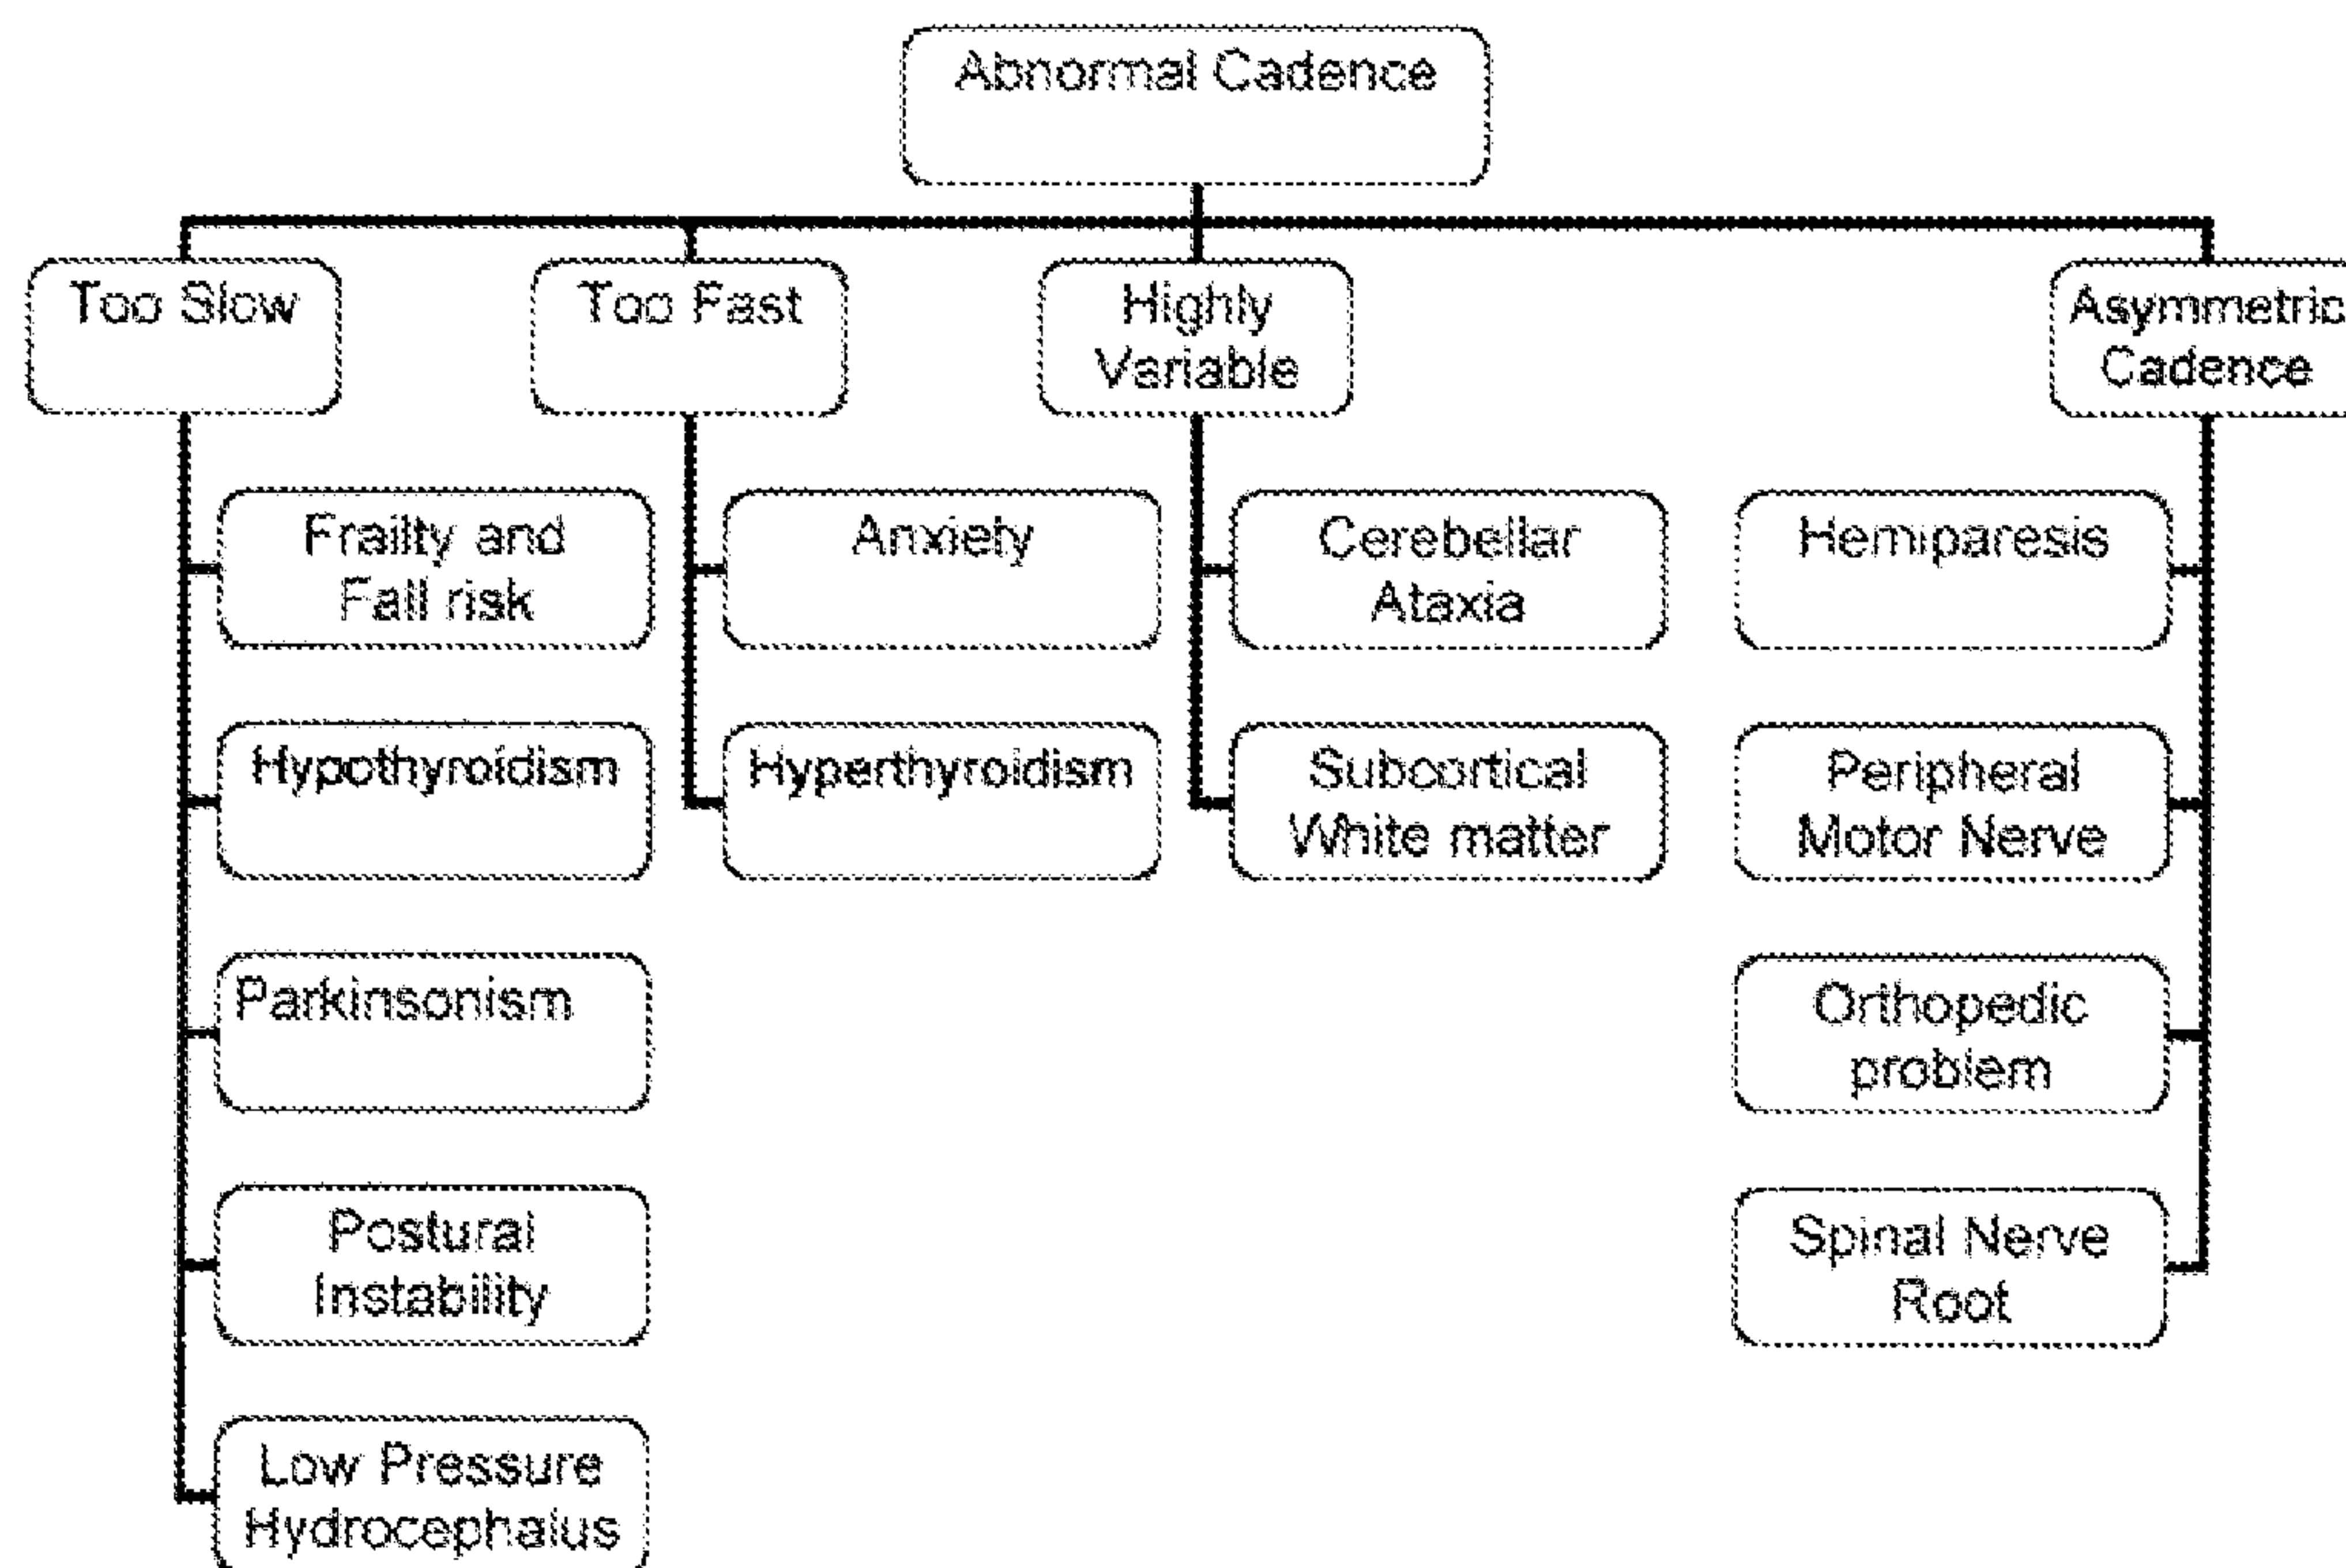 Abnormal Cadence
Too Slow
Too Fast
Highly
Variable
Asymmetric
Cadence
Frailty and
Fall risk
Anxiety
Cerebellar
Ataxia
Hemiparesis
Hypothyroidism
Hyperthyroidism
Subcortical
White matter
Peripheral
Motor Nerve
Parkinsonism
Orthopedic
problem
Postural
Instability
Spinal Nerve
Root
Low Pressure
Hydrocephalus